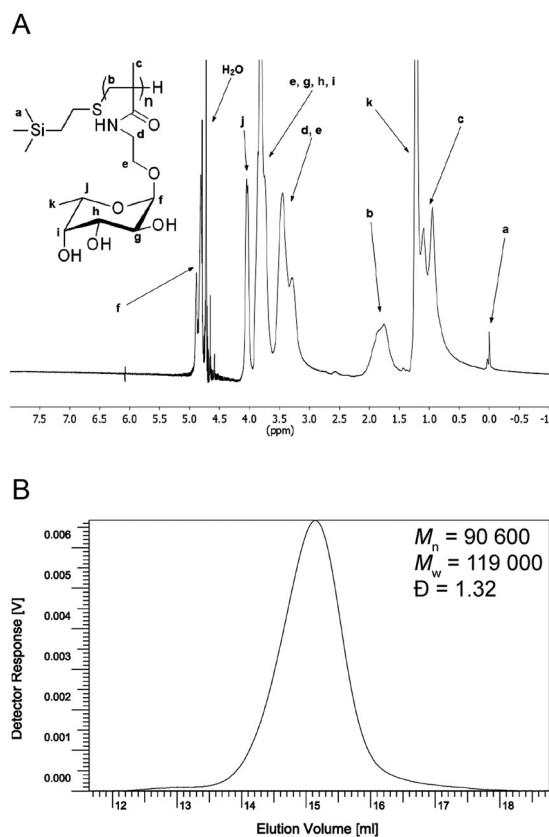 A
c
b
n
H
a
S
Si
O
HN
d
e
O
j
f
k
O
h
OH
i
g
OH
OH
H₂O
e, g, h, i
j
d, e
k
c
b
a
f
7.5 7.0 6.5 6.0 5.5 5.0 4.5 4.0 3.5 3.0 2.5 2.0 1.5 1.0 0.5 0.0 -0.5 -1
(ppm)
B
Mn = 90 600
Mw = 119 000
Đ = 1.32
Detector Response [V]
0.006
0.005
0.004
0.003
0.002
0.001
0.000
12 13 14 15 16 17 18
Elution Volume [ml]